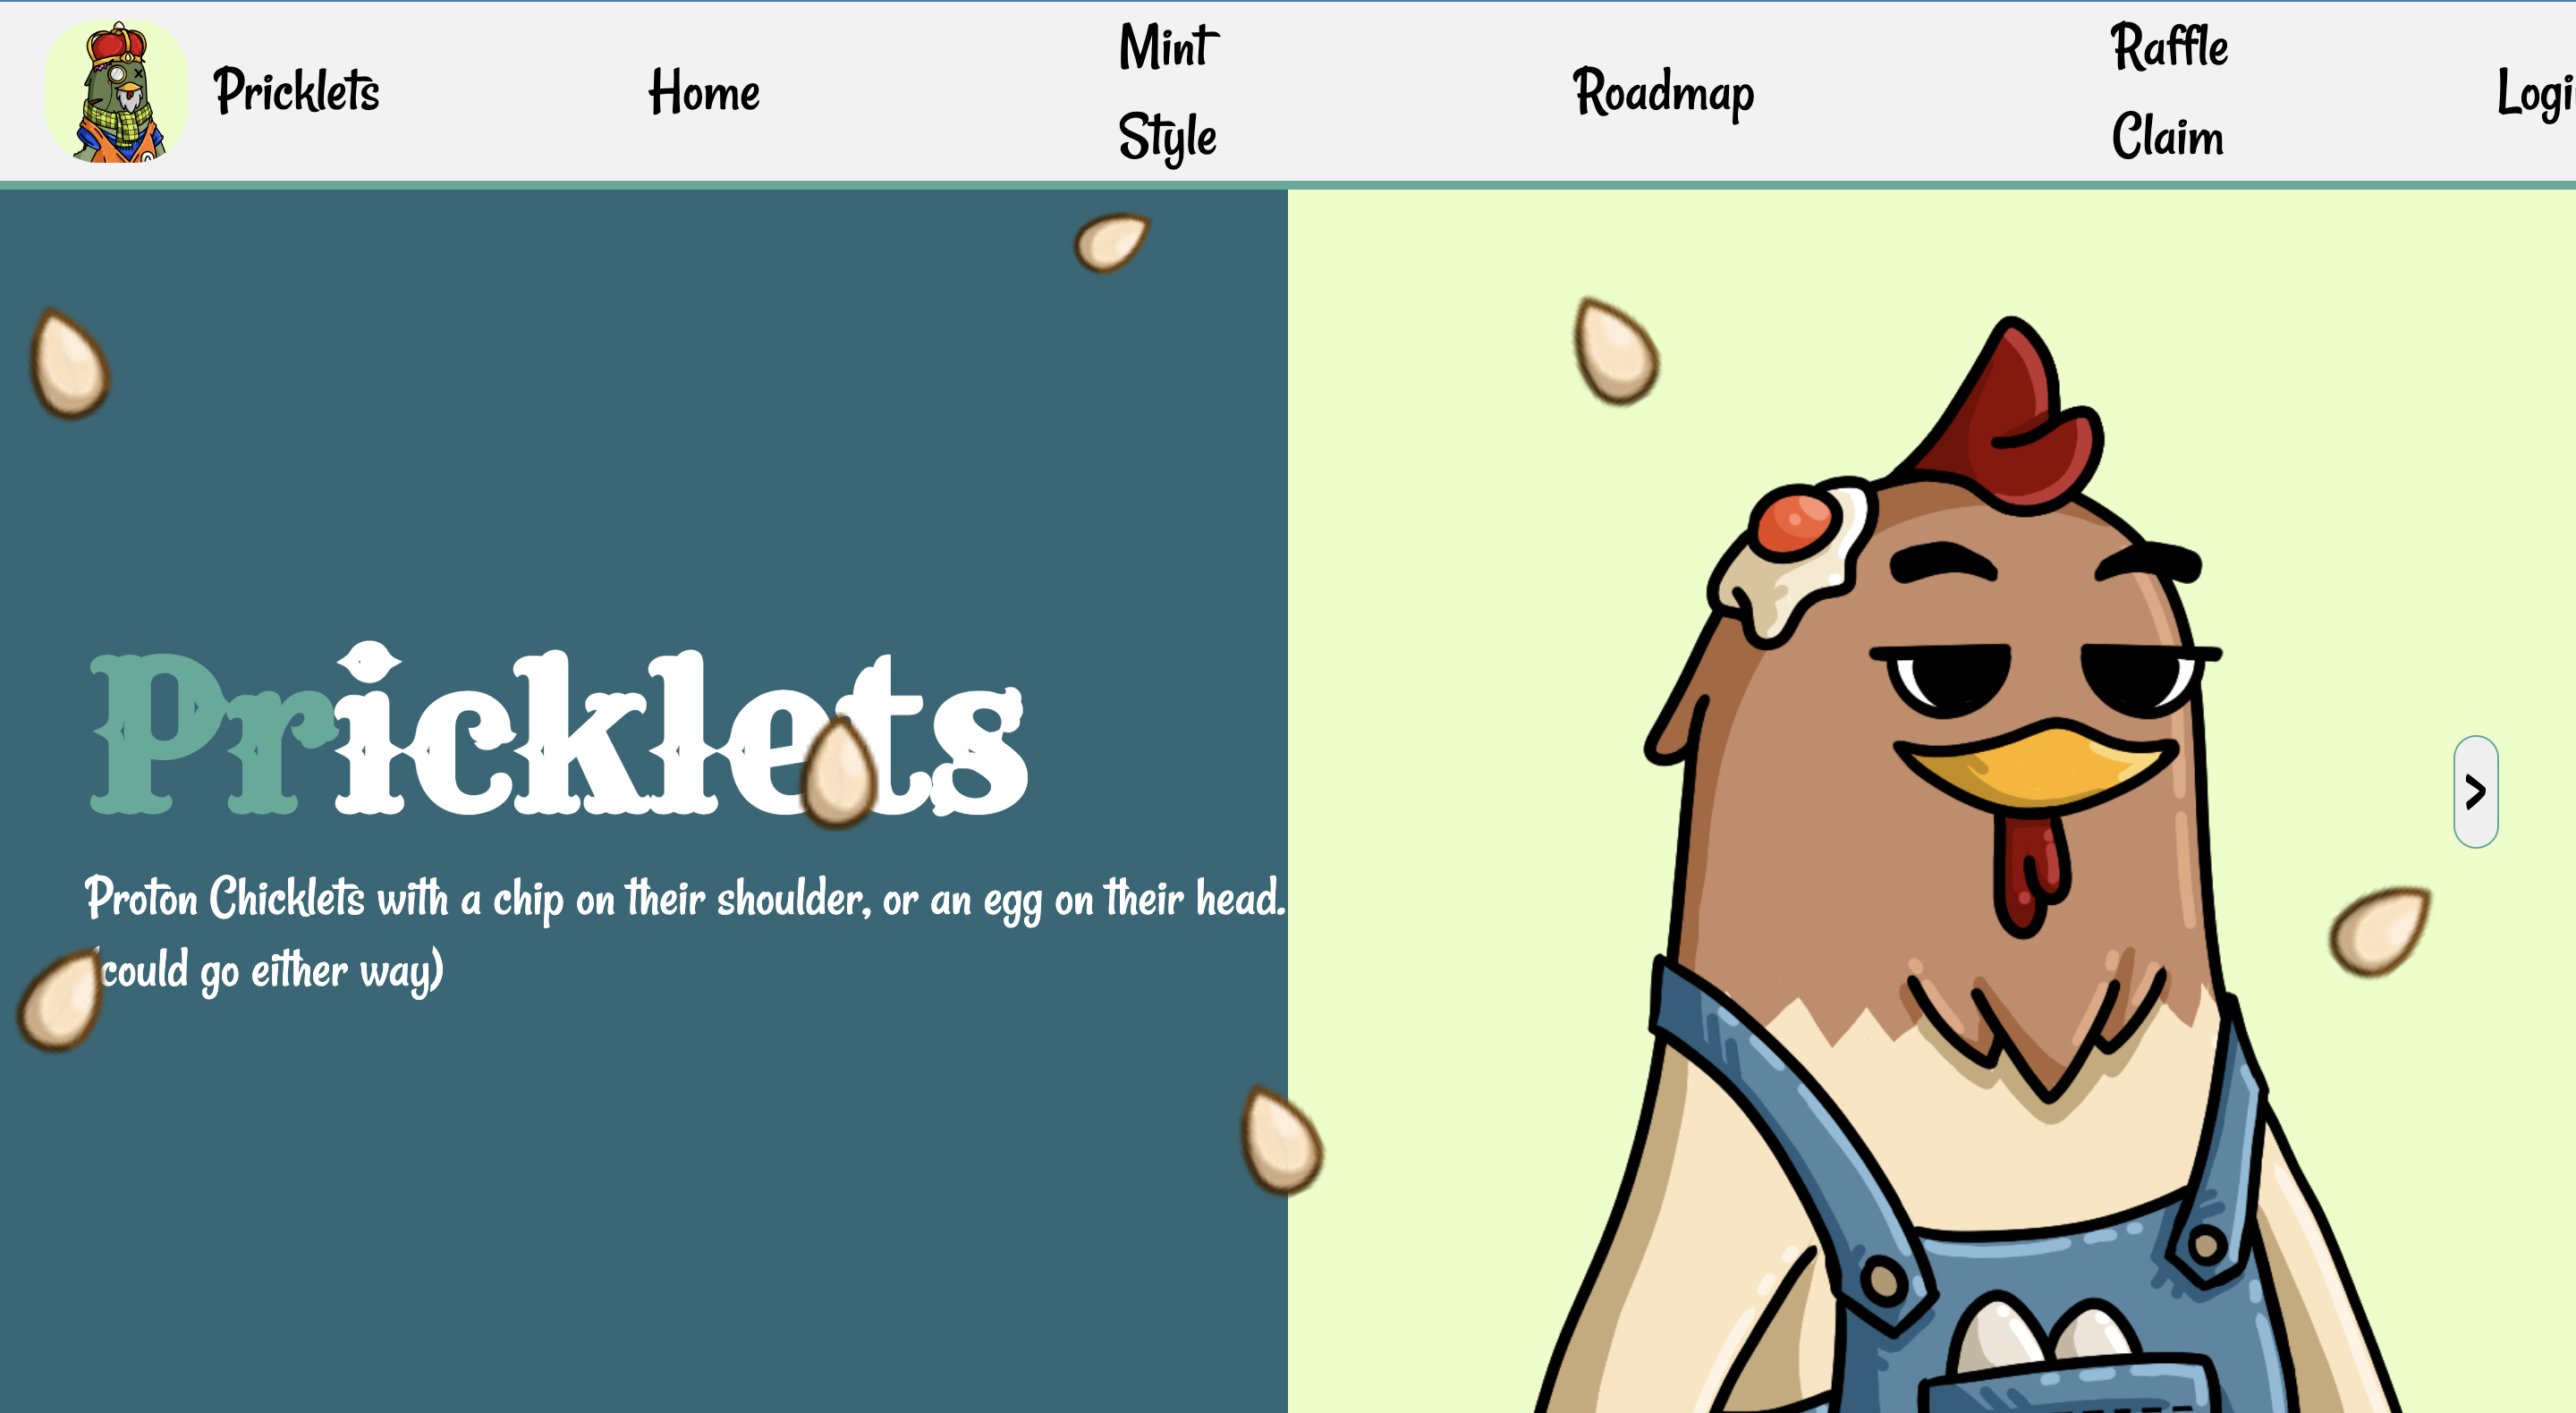 Pricklets
Home
Mint
Style
Roadmap
Raffle
Claim
Logi
Pricklets
Proton Chicklets with a chip on their shoulder, or an egg on their head.
(could go either way)
>